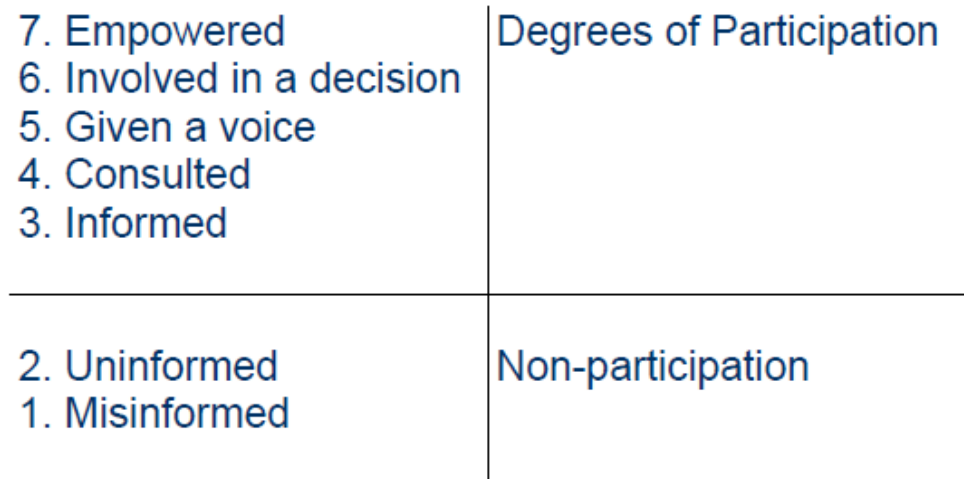 7. Empowered
6. Involved in a decision
5. Given a voice
4. Consulted
3. Informed
Degrees of Participation
2. Uninformed
1. Misinformed
Non-participation